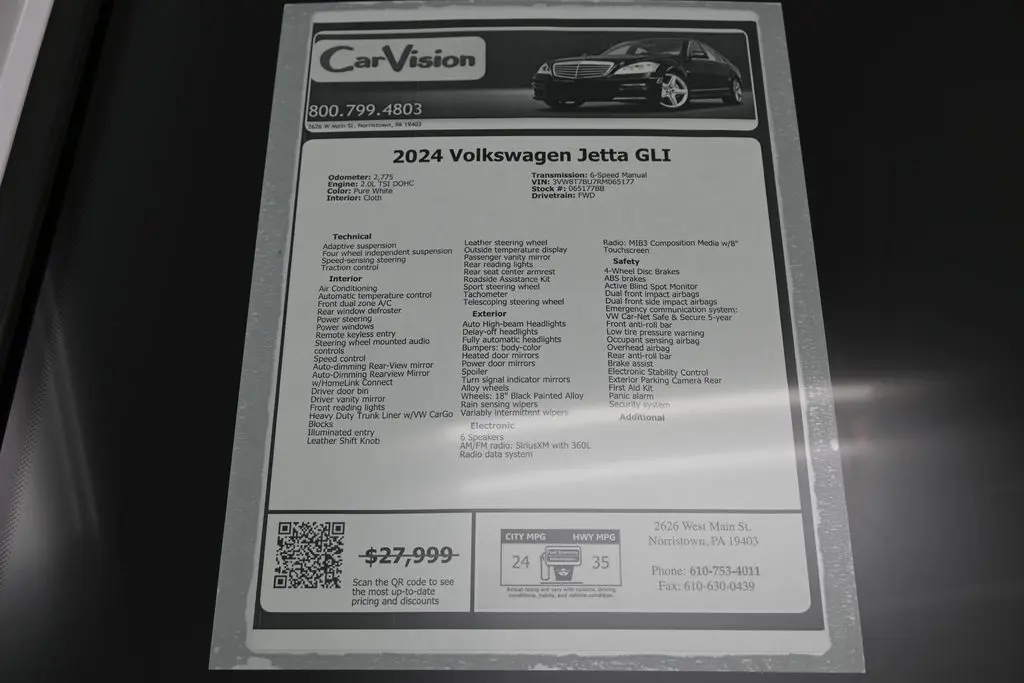 CarVision
800.799.4803
2626 W Main St, Norristown, PA 19403
2024 Volkswagen Jetta GLI
Odometer: 2,775
Engine: 2.0L TSI DOHC
Color: Pure White
Interior: Cloth
Transmission: 6-Speed Manual
VIN: 3VW8T7BU7RM065177
Stock #: 065177BB
Drivetrain: FWD
Technical
Adaptive suspension
Four wheel independent suspension
Speed-sensing steering
Traction control
Interior
Air Conditioning
Automatic temperature control
Front dual zone A/C
Rear window defroster
Power steering
Power windows
Remote keyless entry
Steering wheel mounted audio
controls
Speed control
Auto-dimming Rear-View mirror
Auto-Dimming Rearview Mirror
w/HomeLink Connect
Driver door bin
Driver vanity mirror
Front reading lights
Heavy Duty Trunk Liner w/VW CarGo
Blocks
Illuminated entry
Leather Shift Knob
Leather steering wheel
Outside temperature display
Passenger vanity mirror
Rear reading lights
Rear seat center armrest
Roadside Assistance Kit
Sport steering wheel
Tachometer
Telescoping steering wheel
Exterior
Auto High-beam Headlights
Delay-off headlights
Fully automatic headlights
Bumpers: body-color
Heated door mirrors
Power door mirrors
Spoiler
Turn signal indicator mirrors
Alloy wheels
Wheels: 18" Black Painted Alloy
Rain sensing wipers
Variably intermittent wipers
Electronic
6 Speakers
AM/FM radio: SiriusXM with 360L
Radio data system
Radio: MIB3 Composition Media w/8"
Touchscreen
Safety
4-Wheel Disc Brakes
ABS brakes
Active Blind Spot Monitor
Dual front impact airbags
Dual front side impact airbags
Emergency communication system:
VW Car-Net Safe & Secure 5-year
Front anti-roll bar
Low tire pressure warning
Occupant sensing airbag
Overhead airbag
Rear anti-roll bar
Brake assist
Electronic Stability Control
Exterior Parking Camera Rear
First Aid Kit
Panic alarm
Security system
Additional
$27,999
Scan the QR code to see
the most up-to-date
pricing and discounts
CITY MPG
24
HWY MPG
35
Actual rating will vary with options, driving
conditions, habits, and vehicle condition.
2626 West Main St.
Norristown, PA 19403
Phone: 610-753-4011
Fax: 610-630-0439